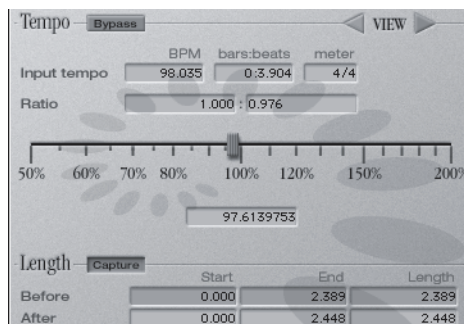 Tempo Bypass VIEW
BPM bars:beats meter
Input tempo 98.035 0:3.904 4/4
Ratio 1.000 : 0.976
50% 60% 70% 80% 100% 120% 150% 200%
97.6139753
Length Capture
Start End Length
Before 0.000 2.389 2.389
After 0.000 2.448 2.448